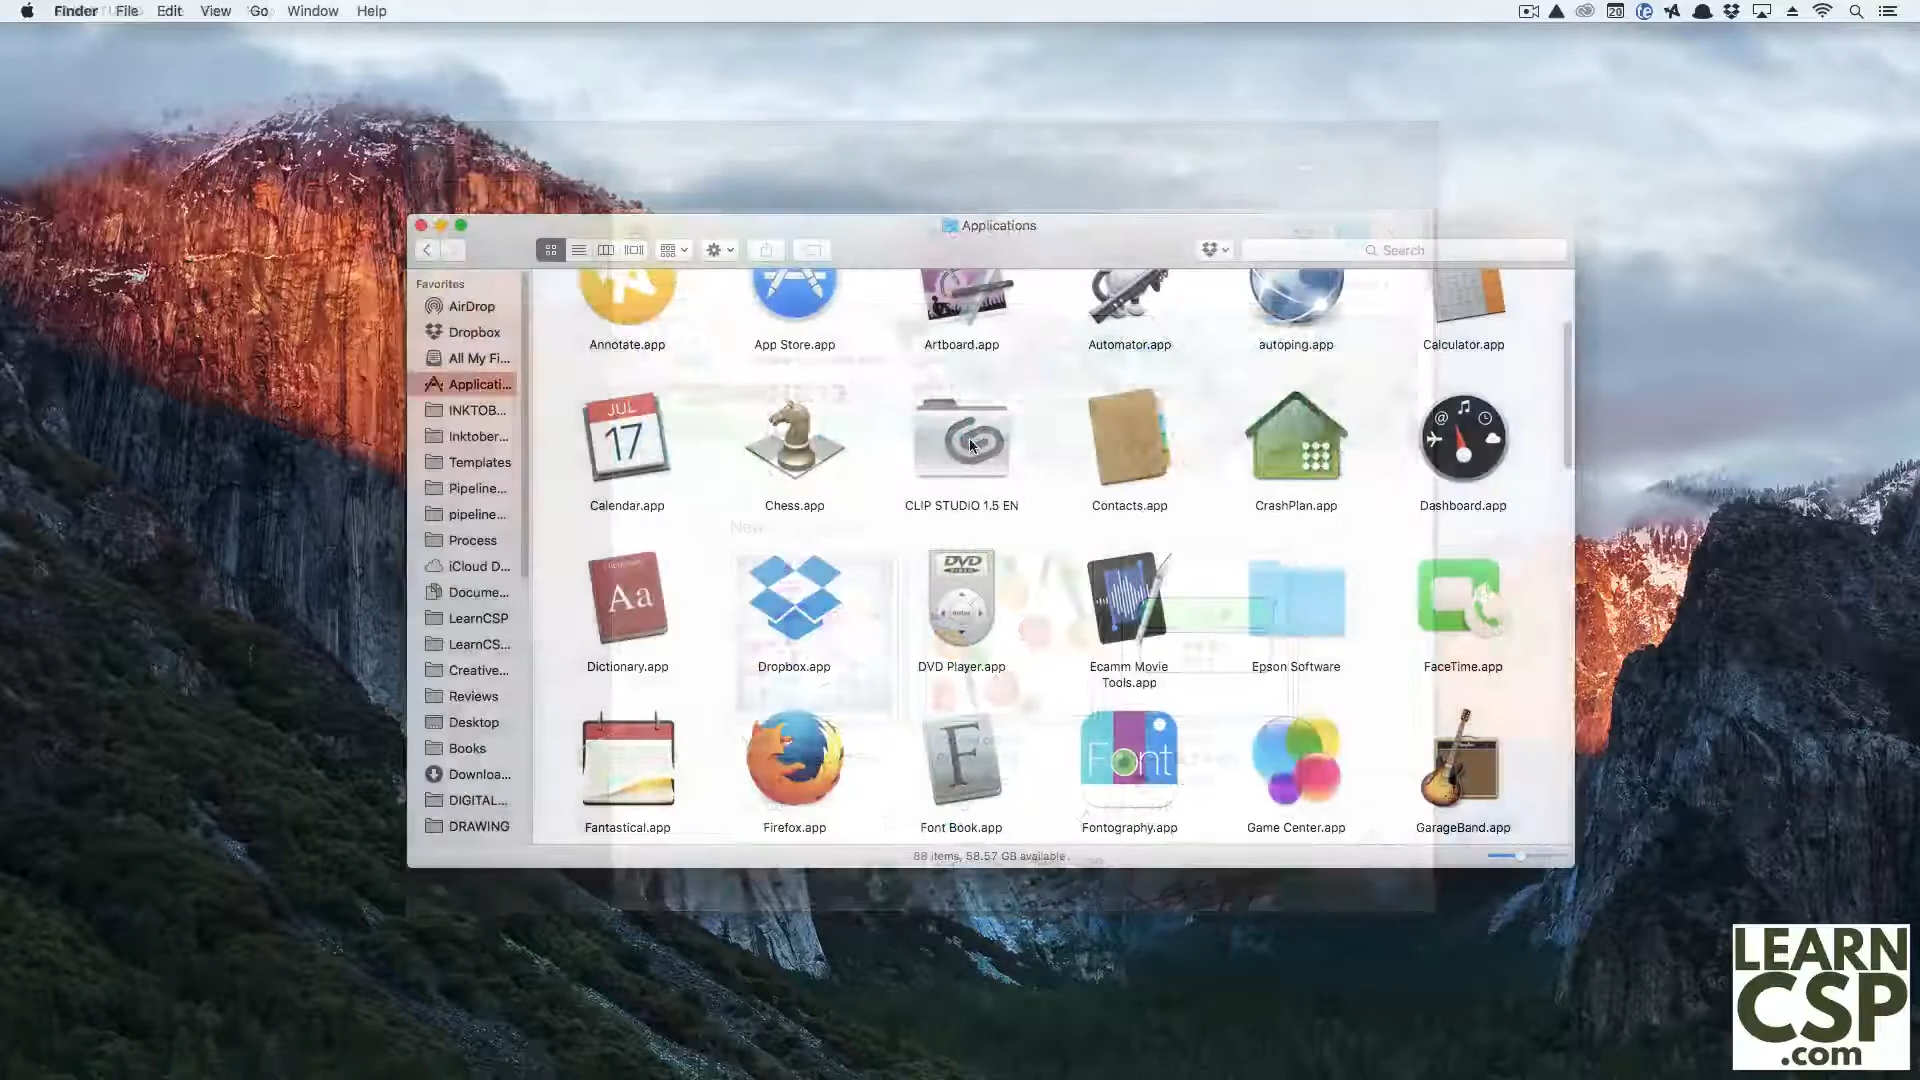 Finder File Edit View Go Window Help
20
Applications
Search
Favorites
AirDrop
Dropbox
All My Fi...
Applicati...
INKTOB...
Inktober...
Templates
Pipeline...
pipeline...
Process
iCloud D...
Docume...
LearnCSP
LearnCS...
Creative...
Reviews
Desktop
Books
Downloa...
DIGITAL...
DRAWING
Annotate.app App Store.app Artboard.app Automator.app autoping.app Calculator.app
JUL
17
Calendar.app Chess.app CLIP STUDIO 1.5 EN Contacts.app CrashPlan.app Dashboard.app
New
Aa
DVD
Dictionary.app Dropbox.app DVD Player.app Ecamm Movie Tools.app Epson Software FaceTime.app
F
Font
Fantastical.app Firefox.app Font Book.app Fontography.app Game Center.app GarageBand.app
88 items, 58.57 GB available
LEARN
CSP
.com